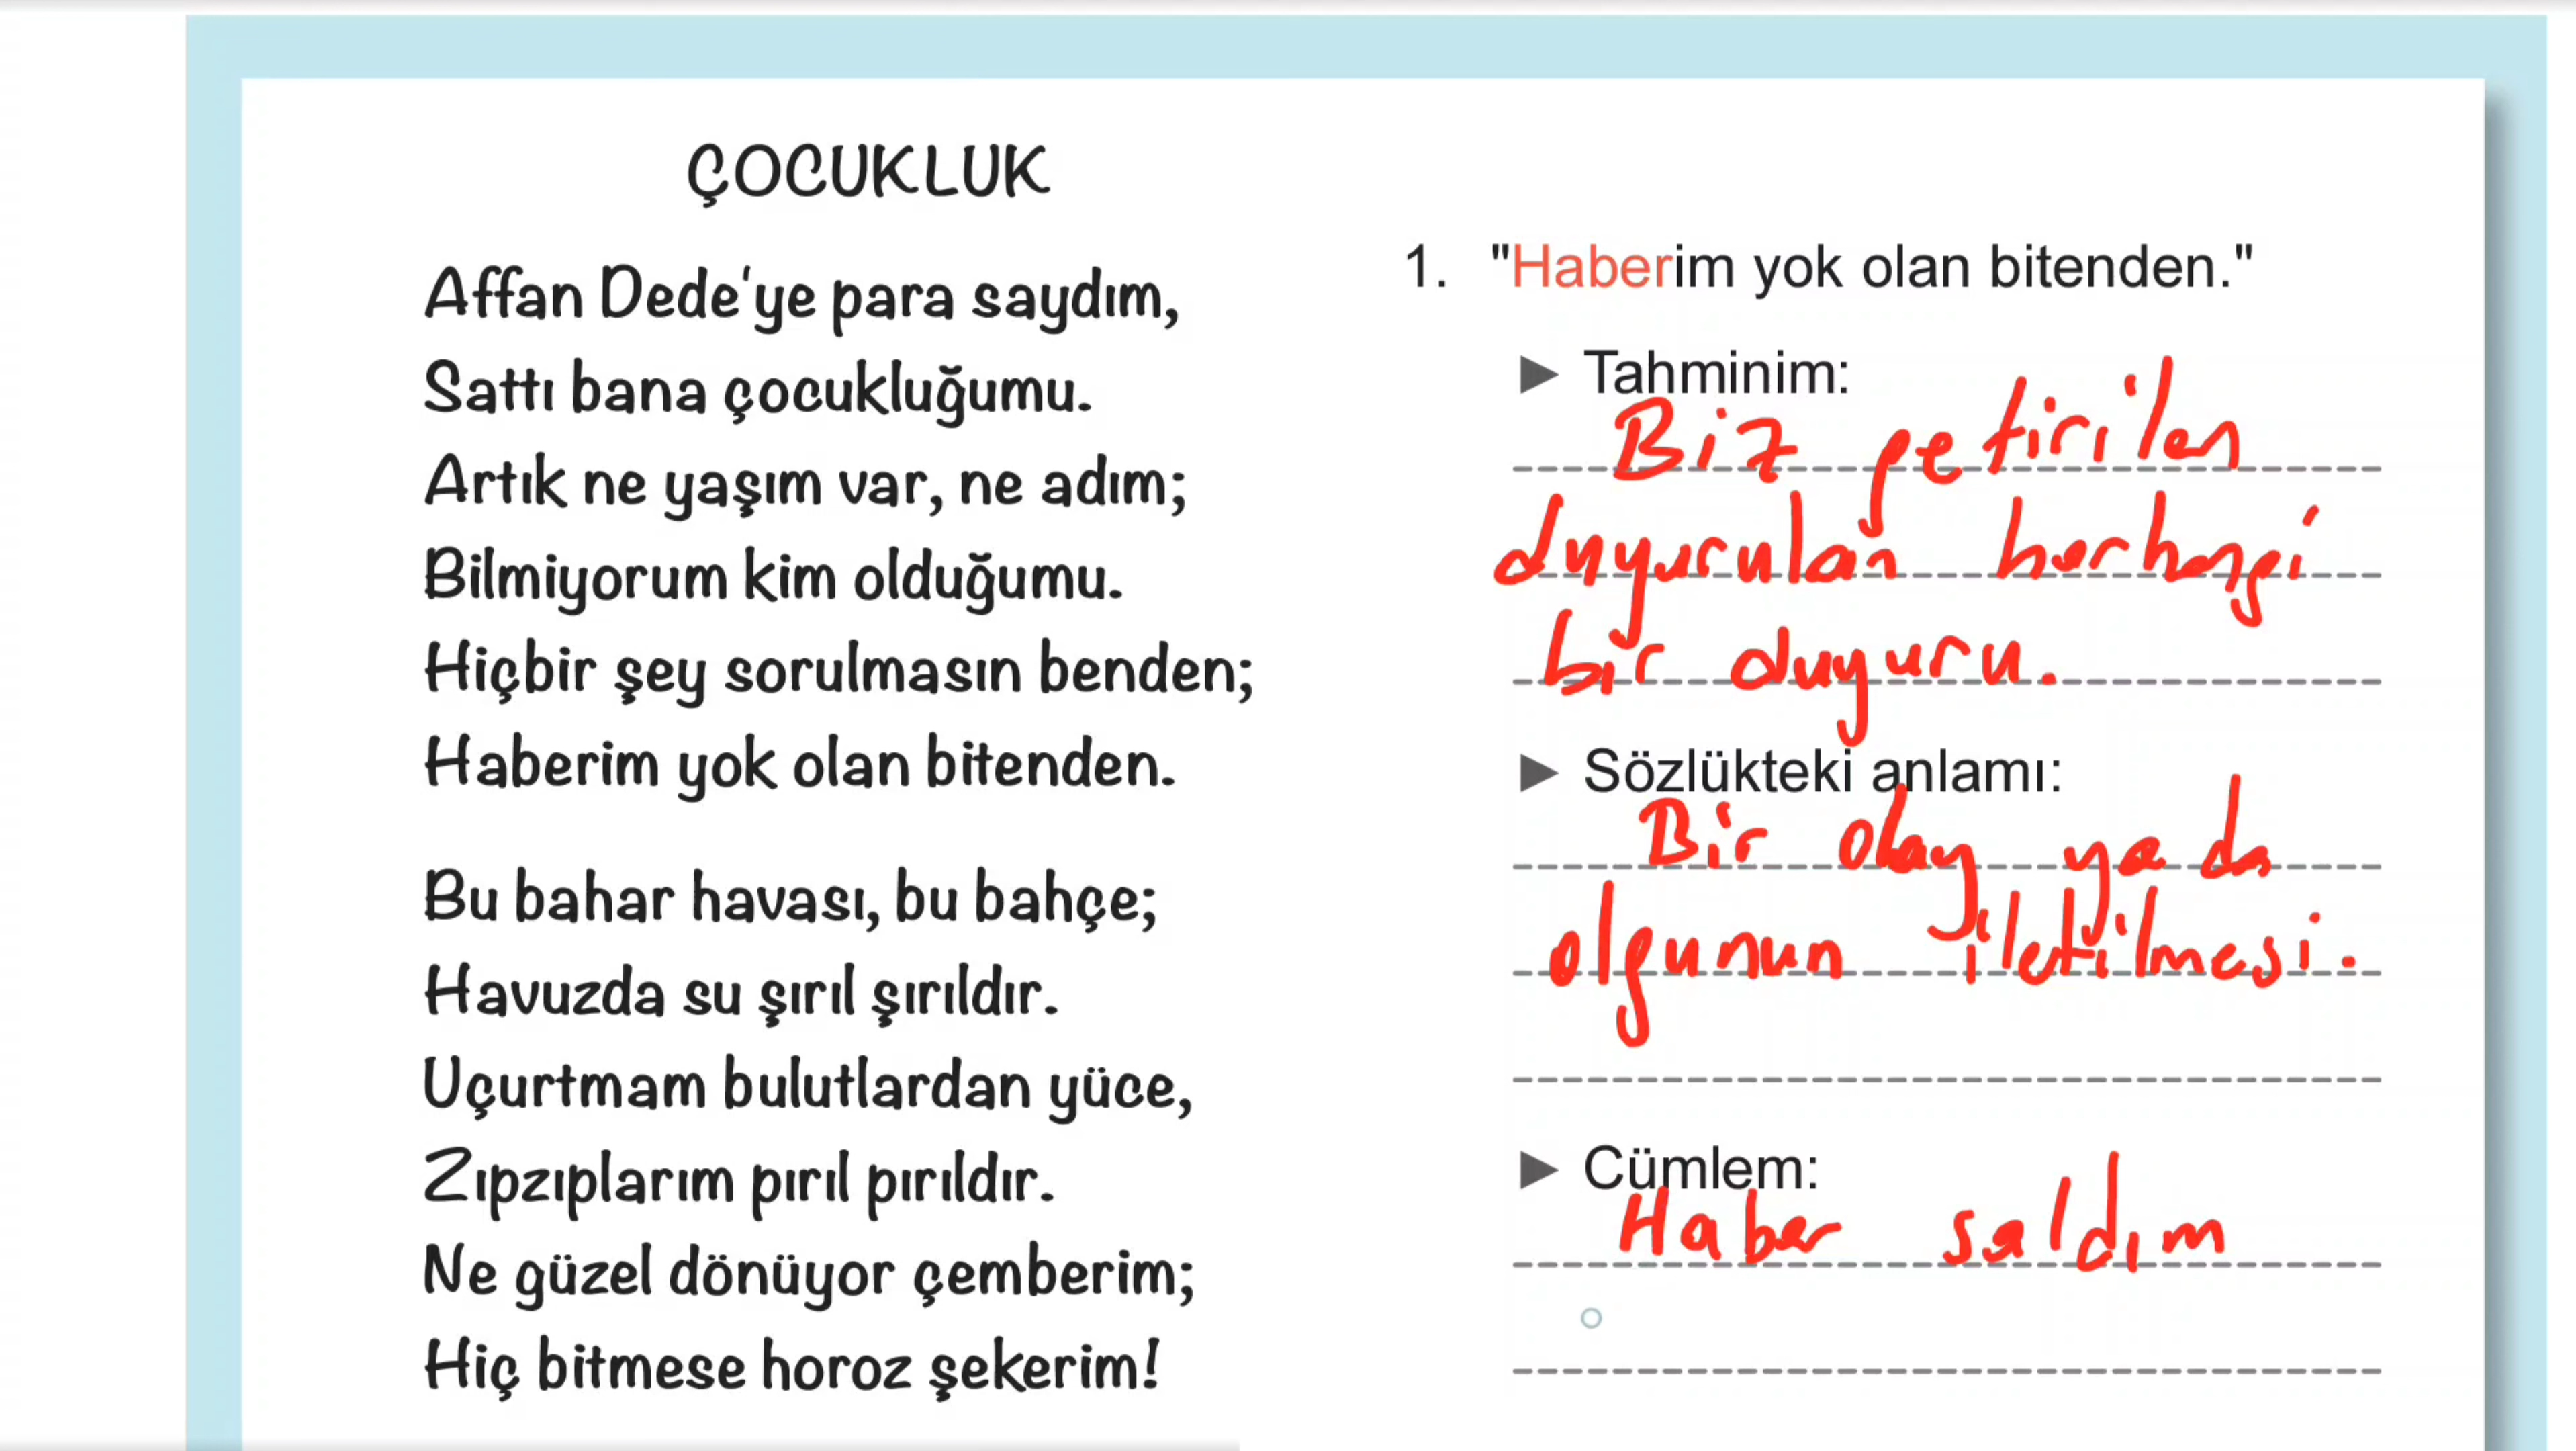 ÇOCUKLUK
Affan Dede'ye para saydım,
Sattı bana çocukluğumu.
Artık ne yaşım var, ne adım;
Bilmiyorum kim olduğumu.
Hiçbir şey sorulmasın benden;
Haberim yok olan bitenden.
Bu bahar havası, bu bahçe;
Havuzda su şırıl şırıldır.
Uçurtmam bulutlardan yüce,
Zıpzıplarım pırıl pırıldır.
Ne güzel dönüyor çemberim;
Hiç bitmese horoz şekerim!
1. "Haberim yok olan bitenden."
► Tahminim:
Biz getirilen
duyurulan herhangi
bir duyuru.
► Sözlükteki anlamı:
Bir olay ya da
olgunun iletilmesi.
► Cümlem:
Haber saldım